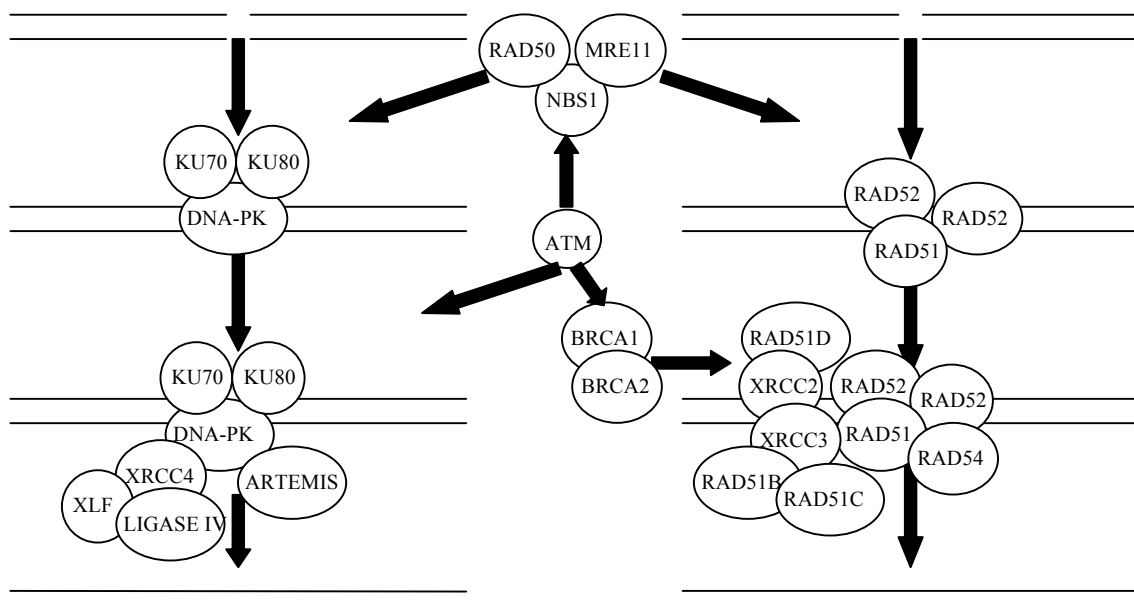 RAD50
MRE11
NBS1
KU70
KU80
DNA-PK
RAD52
RAD52
RAD51
ATM
BRCA1
BRCA2
KU70
KU80
DNA-PK
XRCC4
ARTEMIS
XLF
LIGASE IV
RAD51D
XRCC2
RAD52
RAD52
XRCC3
RAD51
RAD54
RAD51B
RAD51C